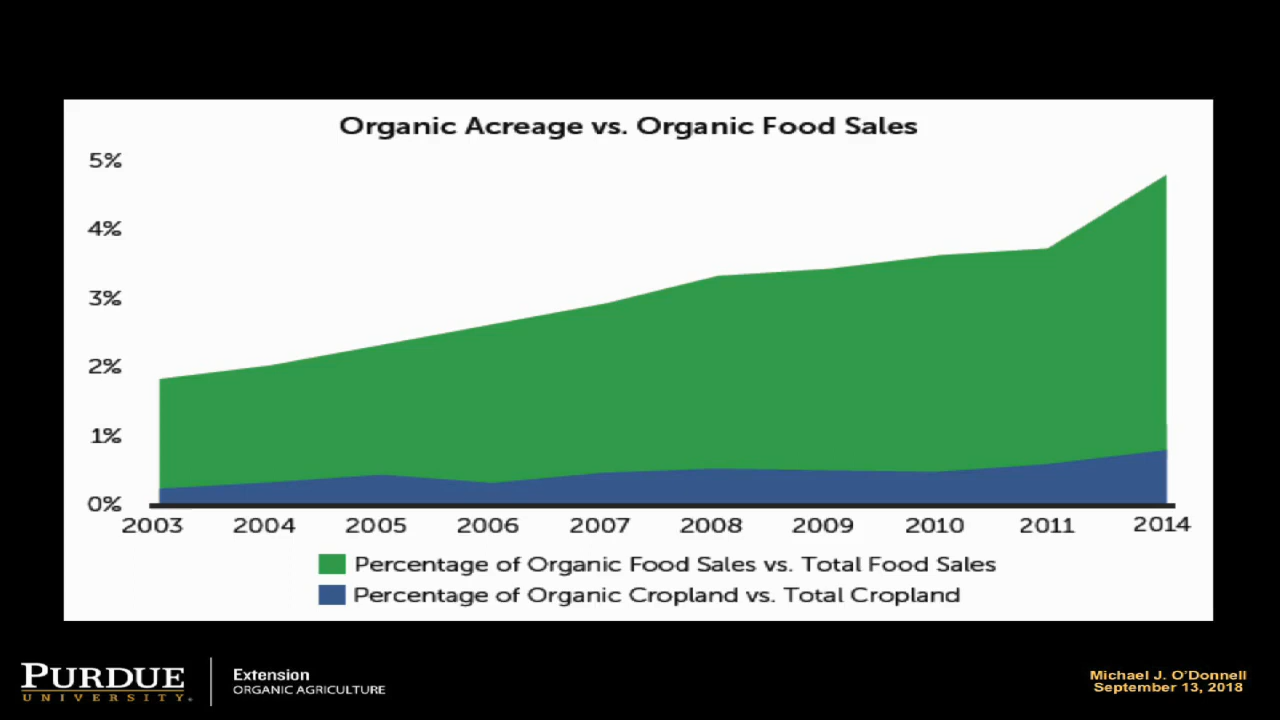 Organic Acreage vs. Organic Food Sales
5%
4%
3%
2%
1%
0%
2003 2004 2005 2006 2007 2008 2009 2010 2011 2014
Percentage of Organic Food Sales vs. Total Food Sales
Percentage of Organic Cropland vs. Total Cropland
PURDUE
UNIVERSITY
Extension
ORGANIC AGRICULTURE
Michael J. O'Donnell
September 13, 2018